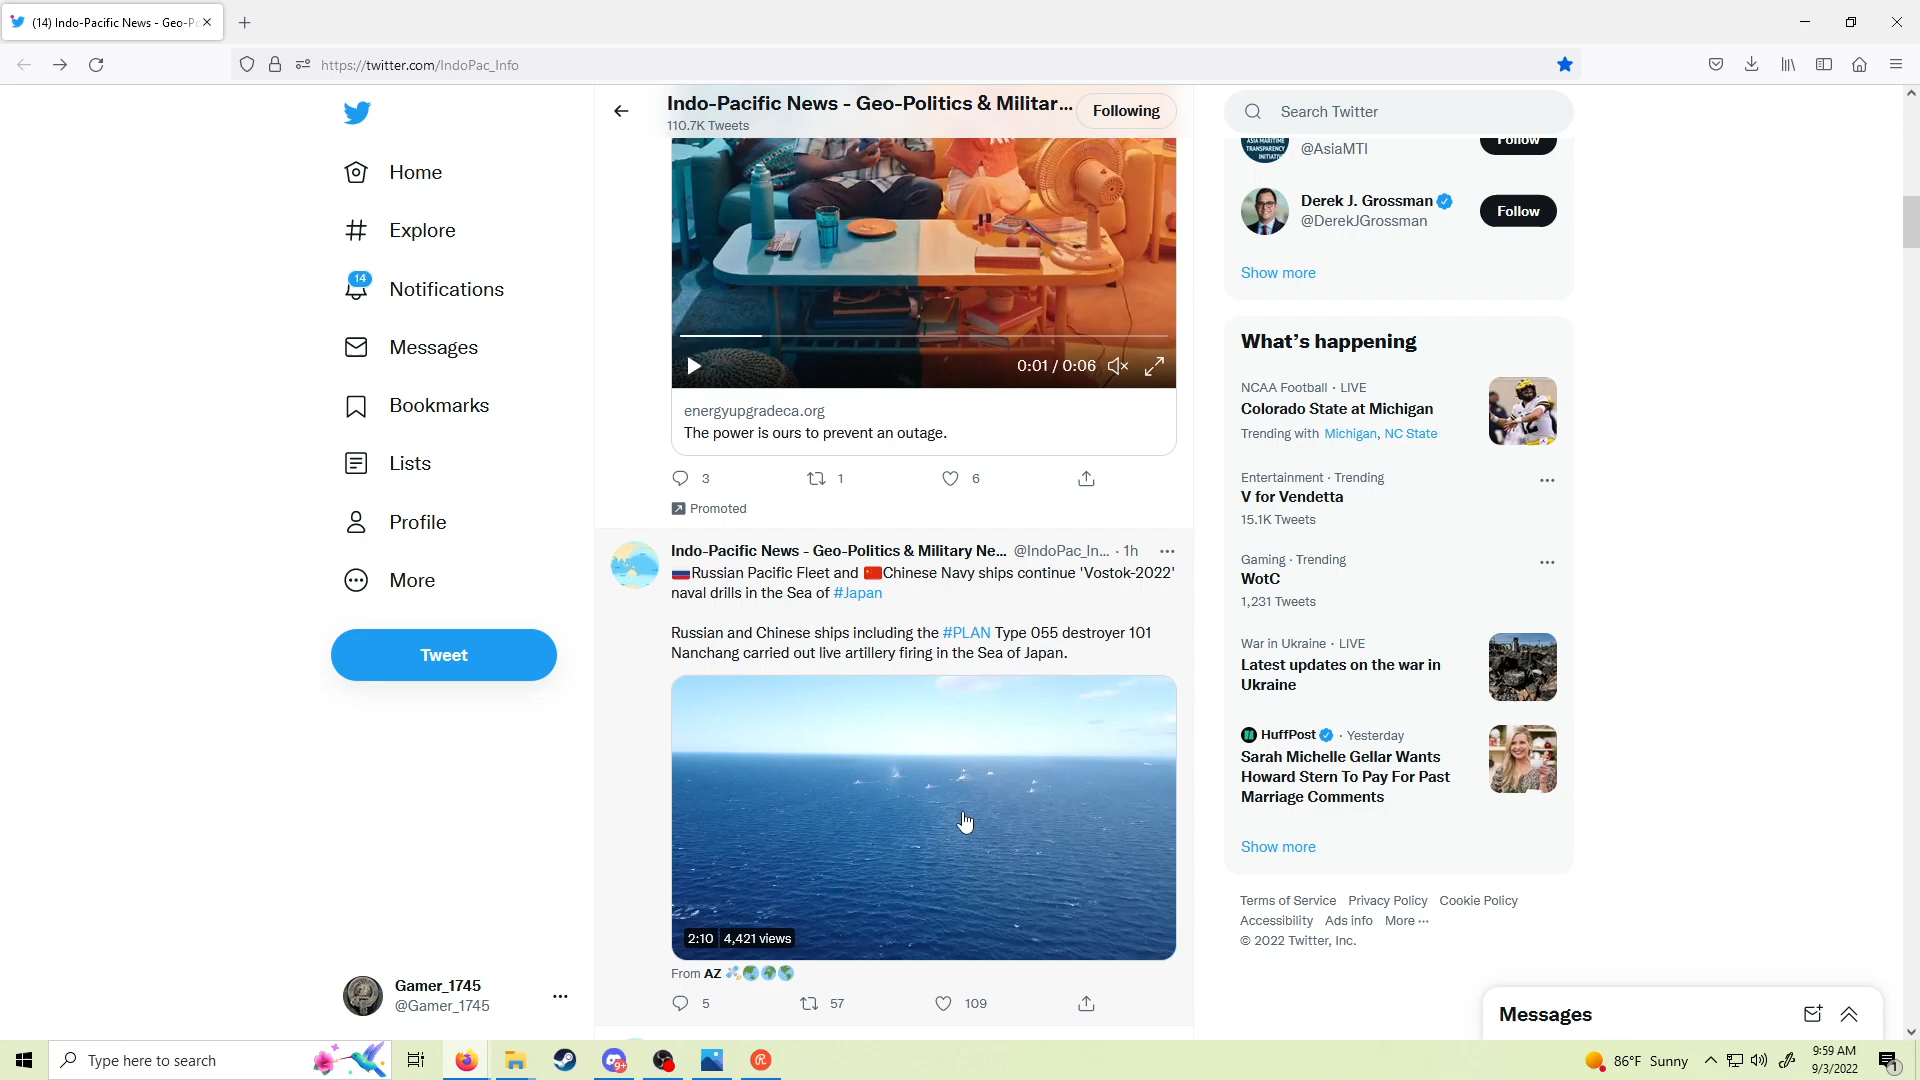 (14) Indo-Pacific News - Geo-Po
https://twitter.com/IndoPac_Info
Home
Explore
14
Notifications
Messages
Bookmarks
Lists
Profile
More
Tweet
Gamer_1745
@Gamer_1745
Indo-Pacific News - Geo-Politics & Militar...
110.7K Tweets
Following
0:01 / 0:06
energyupgradeca.org
The power is ours to prevent an outage.
3
1
6
Promoted
Indo-Pacific News - Geo-Politics & Military Ne... @IndoPac_In... · 1h
🇷🇺Russian Pacific Fleet and 🇨🇳Chinese Navy ships continue 'Vostok-2022'
naval drills in the Sea of #Japan
Russian and Chinese ships including the #PLAN Type 055 destroyer 101
Nanchang carried out live artillery firing in the Sea of Japan.
2:10 4,421 views
From AZ 🛰🌏🌍🌎
5
57
109
Search Twitter
ASIA MARITIME
TRANSPARENCY
INITIATIVE
@AsiaMTI
Follow
Derek J. Grossman
@DerekJGrossman
Follow
Show more
What's happening
NCAA Football · LIVE
Colorado State at Michigan
Trending with Michigan, NC State
Entertainment · Trending
V for Vendetta
15.1K Tweets
Gaming · Trending
WotC
1,231 Tweets
War in Ukraine · LIVE
Latest updates on the war in
Ukraine
HuffPost · Yesterday
Sarah Michelle Gellar Wants
Howard Stern To Pay For Past
Marriage Comments
Show more
Terms of Service Privacy Policy Cookie Policy
Accessibility Ads info More ···
© 2022 Twitter, Inc.
Messages
Type here to search
9+
86°F Sunny
9:59 AM
9/3/2022
1